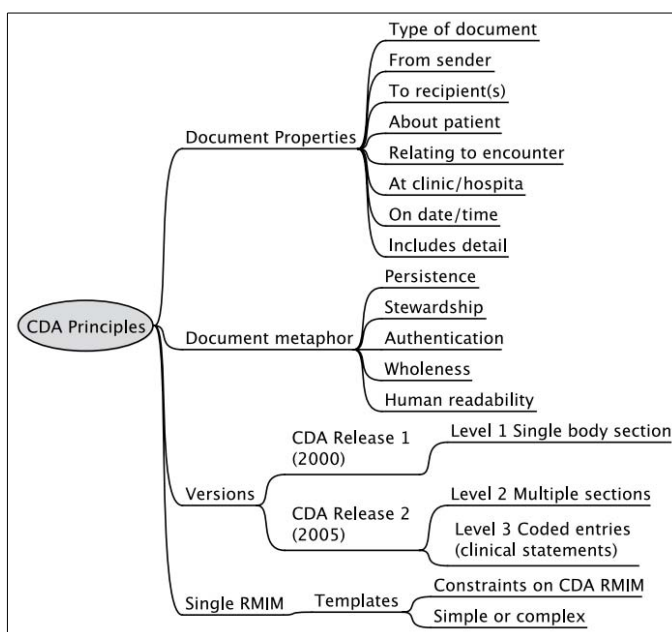 CDA Principles
Document Properties
Type of document
From sender
To recipient(s)
About patient
Relating to encounter
At clinic/hospita
On date/time
Includes detail
Document metaphor
Persistence
Stewardship
Authentication
Wholeness
Human readability
Versions
CDA Release 1
(2000)
Level 1 Single body section
CDA Release 2
(2005)
Level 2 Multiple sections
Level 3 Coded entries
(clinical statements)
Single RMIM
Templates
Constraints on CDA RMIM
Simple or complex